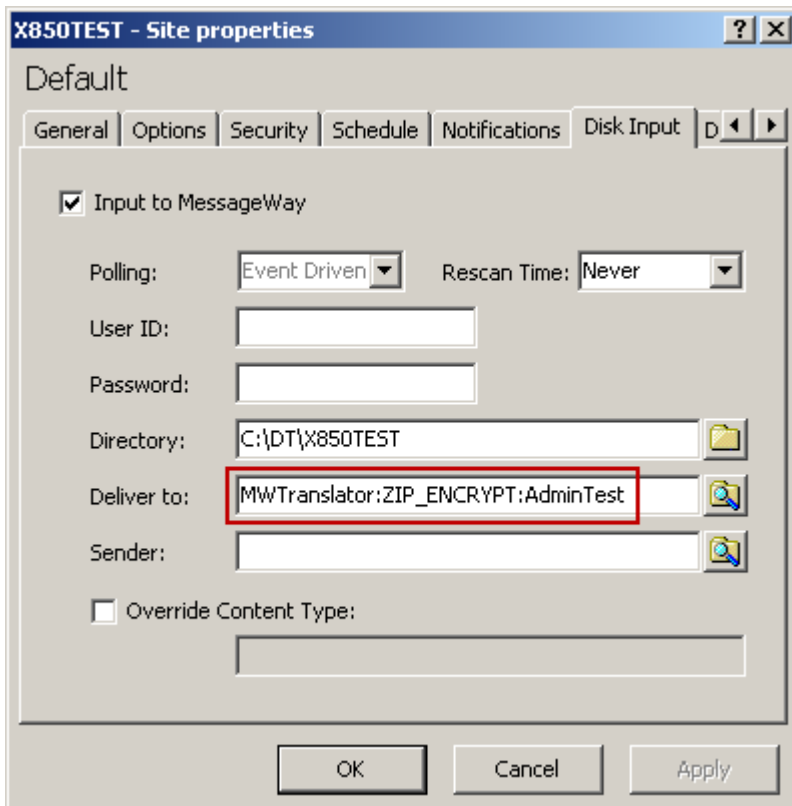 X850TEST - Site properties
Default
General Options Security Schedule Notifications Disk Input D
Input to MessageWay
Polling: Event Driven Rescan Time: Never
User ID:
Password:
Directory: C:\DT\X850TEST
Deliver to: MWTranslator:ZIP_ENCRYPT:AdminTest
Sender:
Override Content Type:
OK Cancel Apply